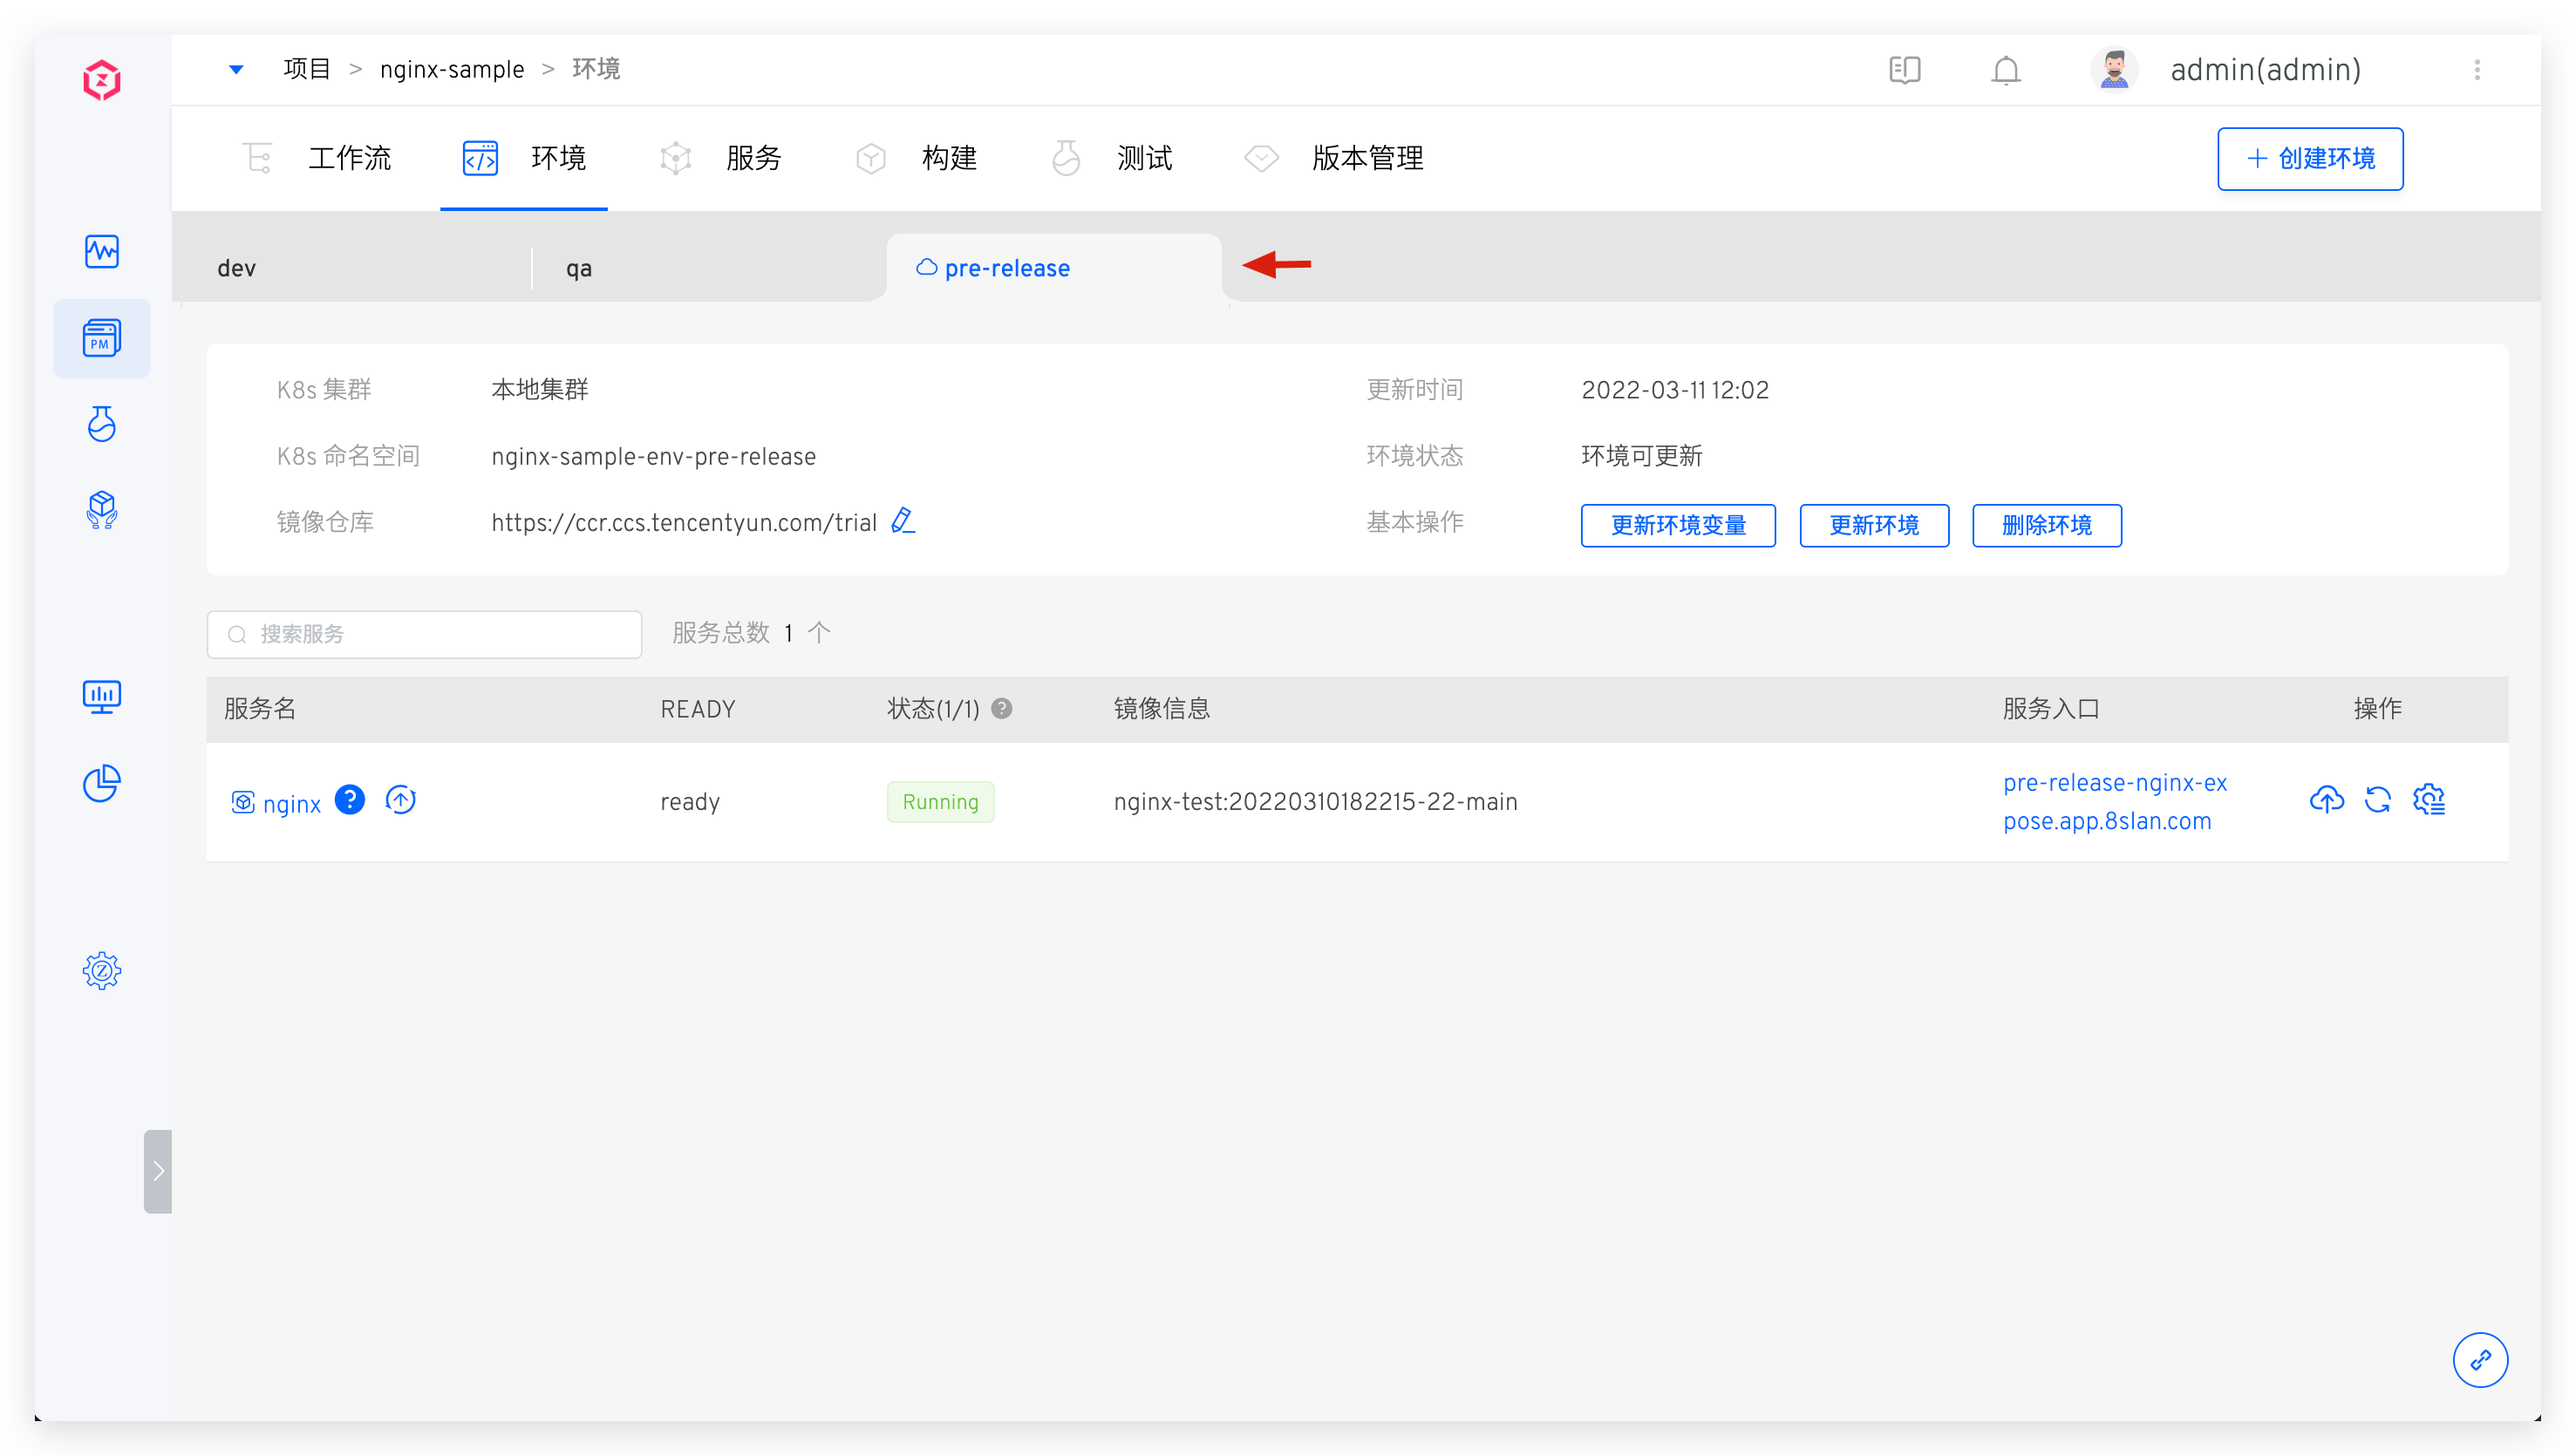 项目 > nginx-sample > 环境
admin(admin)
工作流 环境 服务 构建 测试 版本管理
+ 创建环境
dev qa pre-release
PM
K8s 集群 本地集群 更新时间 2022-03-11 12:02
K8s 命名空间 nginx-sample-env-pre-release 环境状态 环境可更新
镜像仓库 https://ccr.ccs.tencentyun.com/trial 基本操作 更新环境变量 更新环境 删除环境
搜索服务 服务总数 1 个
服务名 READY 状态(1/1) ? 镜像信息 服务入口 操作
nginx ? ready Running nginx-test:20220310182215-22-main pre-release-nginx-ex
pose.app.8slan.com